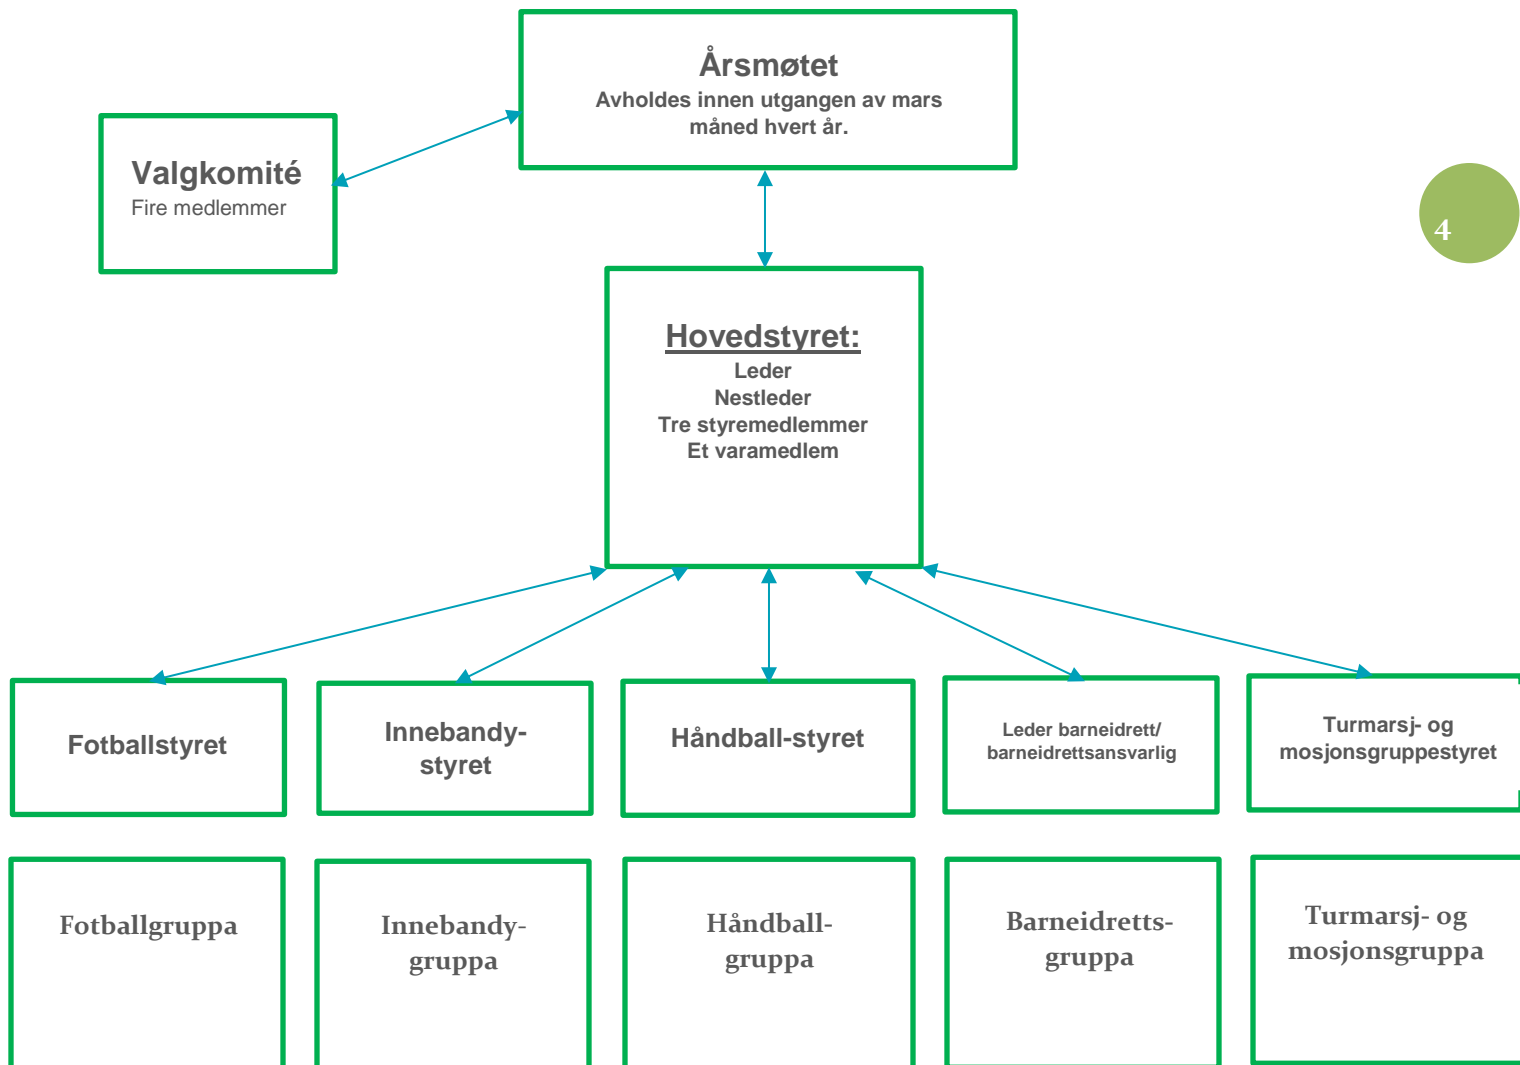 Årsmøtet
Avholdes innen utgangen av mars
måned hvert år.
Valgkomité
Fire medlemmer
4
Hovedstyret:
Leder
Nestleder
Tre styremedlemmer
Et varamedlem
Fotballstyret
Innebandy-
styret
Håndball-styret
Leder barneidrett/
barneidrettsansvarlig
Turmarsj- og
mosjonsgruppestyret
Fotballgruppa
Innebandy-
gruppa
Håndball-
gruppa
Barneidretts-
gruppa
Turmarsj- og
mosjonsgruppa